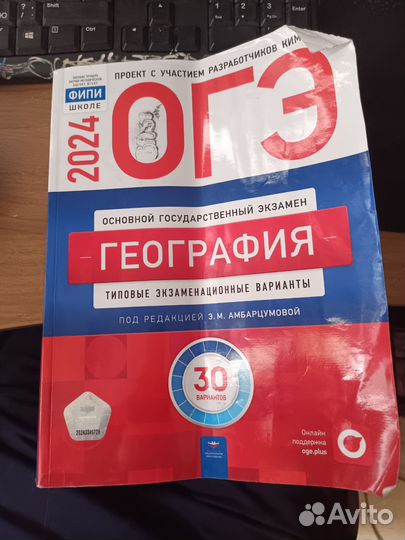 ПРОЕКТ С УЧАСТИЕМ РАЗРАБОТЧИКОВ КИМ
ФИПИ
ШКОЛЕ
2024
ОГЭ
ОСНОВНОЙ ГОСУДАРСТВЕННЫЙ ЭКЗАМЕН
ГЕОГРАФИЯ
ТИПОВЫЕ ЭКЗАМЕНАЦИОННЫЕ ВАРИАНТЫ
ПОД РЕДАКЦИЕЙ Э.М. АМБАРЦУМОВОЙ
30
ВАРИАНТОВ
Онлайн
поддержка
oge.plus
Avito